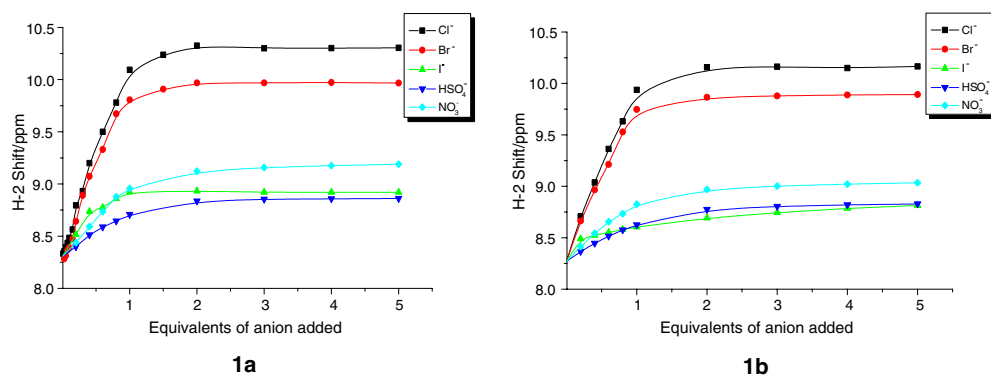 10.5
10.0
9.5
9.0
8.5
8.0
H-2 Shift/ppm
1 2 3 4 5
Equivalents of anion added
Cl⁻
Br⁻
I⁻
HSO₄⁻
NO₃⁻
1a
10.5
10.0
9.5
9.0
8.5
8.0
H-2 Shift/ppm
1 2 3 4 5
Equivalents of anion added
Cl⁻
Br⁻
I⁻
HSO₄⁻
NO₃⁻
1b